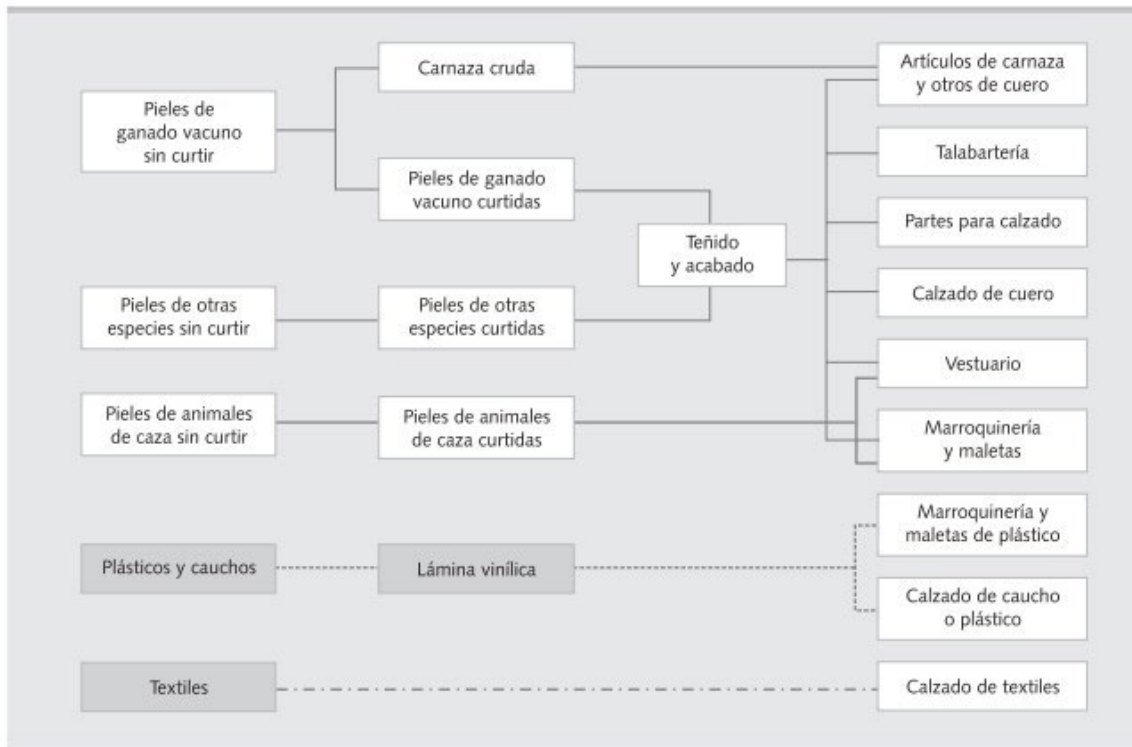 Carnaza cruda
Artículos de carnaza
y otros de cuero
Pieles de
ganado vacuno
sin curtir
Talabartería
Pieles de ganado
vacuno curtidas
Partes para calzado
Teñido
y acabado
Calzado de cuero
Pieles de otras
especies sin curtir
Pieles de otras
especies curtidas
Vestuario
Pieles de animales
de caza sin curtir
Pieles de animales
de caza curtidas
Marroquinería
y maletas
Marroquinería y
maletas de plástico
Plásticos y cauchos
Lámina vinílica
Calzado de caucho
o plástico
Textiles
Calzado de textiles